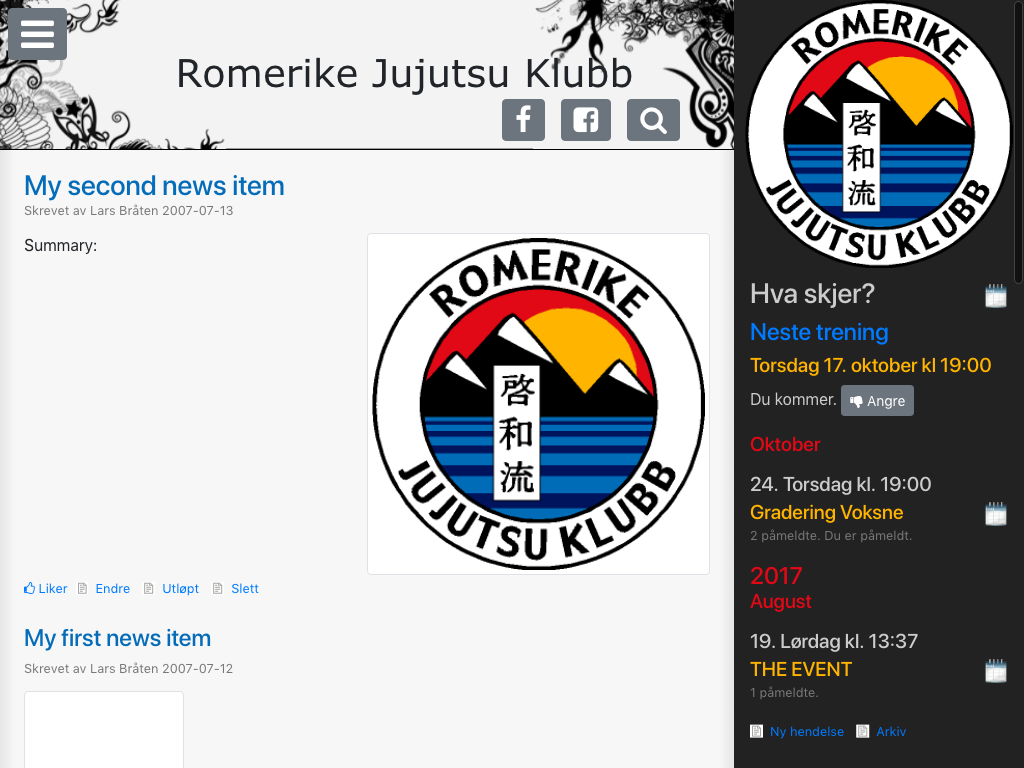 Romerike Jujutsu Klubb
My second news item
Skrevet av Lars Bråten 2007-07-13
Summary:
ROMERIKE
啓
和
流
JUJUTSU KLUBB
Liker Endre Utløpt Slett
My first news item
Skrevet av Lars Bråten 2007-07-12
ROMERIKE
啓
和
流
JUJUTSU KLUBB
Hva skjer?
Neste trening
Torsdag 17. oktober kl 19:00
Du kommer. Angre
Oktober
24. Torsdag kl. 19:00
Gradering Voksne
2 påmeldte. Du er påmeldt.
2017
August
19. Lørdag kl. 13:37
THE EVENT
1 påmeldte.
Ny hendelse Arkiv